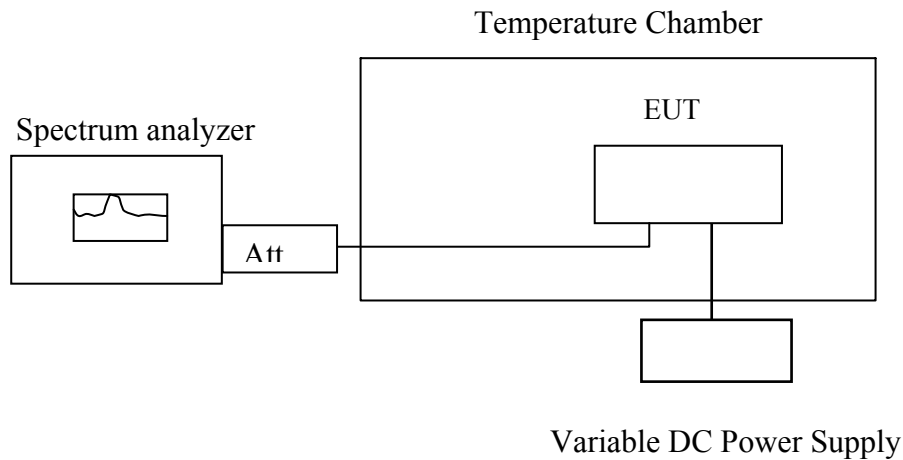 Temperature Chamber
EUT
Spectrum analyzer
Att
Variable DC Power Supply